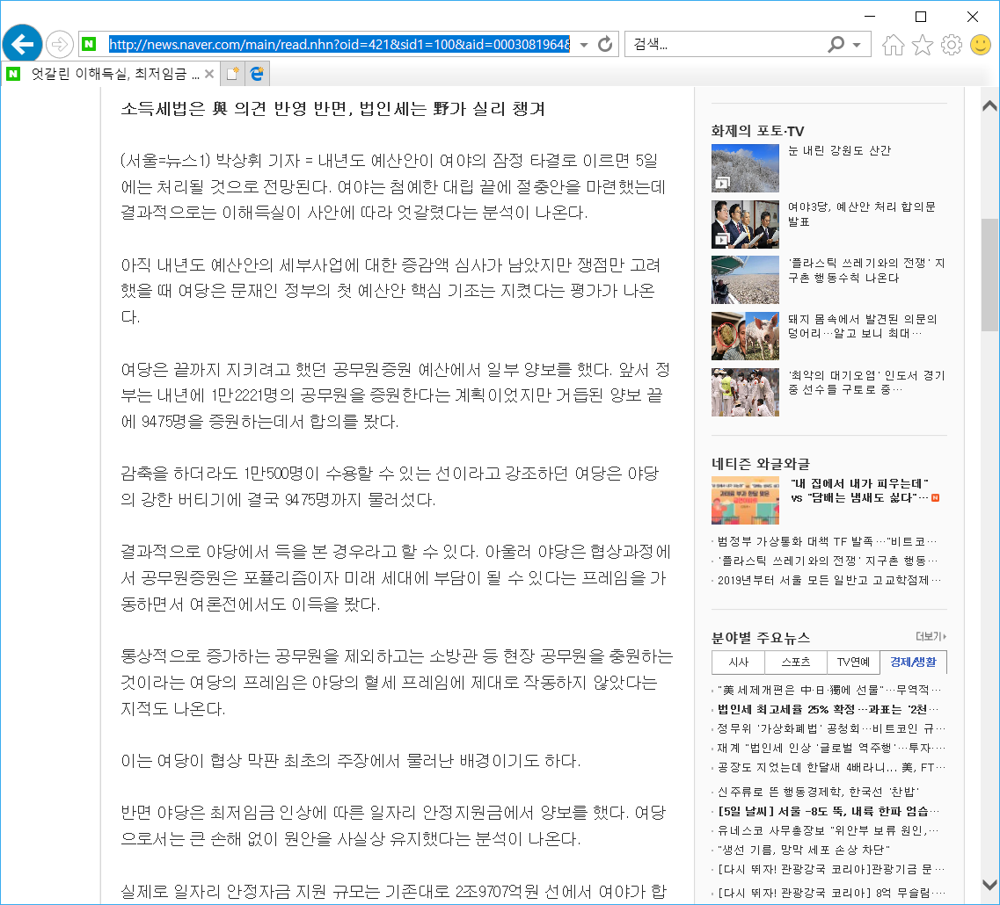 http://news.naver.com/main/read.nhn?oid=421&sid1=100&aid=0003081964&
검색...
엇갈린 이해득실, 최저임금 ...
소득세법은 與 의견 반영 반면, 법인세는 野가 실리 챙겨
(서울=뉴스1) 박상휘 기자 = 내년도 예산안이 여야의 잠정 타결로 이르면 5일
에는 처리될 것으로 전망된다. 여야는 첨예한 대립 끝에 절충안을 마련했는데
결과적으로는 이해득실이 사안에 따라 엇갈렸다는 분석이 나온다.
아직 내년도 예산안의 세부사업에 대한 증감액 심사가 남았지만 쟁점만 고려
했을 때 여당은 문재인 정부의 첫 예산안 핵심 기조는 지켰다는 평가가 나온
다.
여당은 끝까지 지키려고 했던 공무원증원 예산에서 일부 양보를 했다. 앞서 정
부는 내년에 1만2221명의 공무원을 증원한다는 계획이었지만 거듭된 양보 끝
에 9475명을 증원하는데서 합의를 봤다.
감축을 하더라도 1만500명이 수용할 수 있는 선이라고 강조하던 여당은 야당
의 강한 버티기에 결국 9475명까지 물러섰다.
결과적으로 야당에서 득을 본 경우라고 할 수 있다. 아울러 야당은 협상과정에
서 공무원증원은 포퓰리즘이자 미래 세대에 부담이 될 수 있다는 프레임을 가
동하면서 여론전에서도 이득을 봤다.
통상적으로 증가하는 공무원을 제외하고는 소방관 등 현장 공무원을 충원하는
것이라는 여당의 프레임은 야당의 혈세 프레임에 제대로 작동하지 않았다는
지적도 나온다.
이는 여당이 협상 막판 최초의 주장에서 물러난 배경이기도 하다.
반면 야당은 최저임금 인상에 따른 일자리 안정지원금에서 양보를 했다. 여당
으로서는 큰 손해 없이 원안을 사실상 유지했다는 분석이 나온다.
실제로 일자리 안정자금 지원 규모는 기존대로 2조9707억원 선에서 여야가 합
화제의 포토·TV
눈 내린 강원도 산간
여야3당, 예산안 처리 합의문
발표
'플라스틱 쓰레기와의 전쟁' 지
구촌 행동수칙 나온다
돼지 몸속에서 발견된 의문의
덩어리…알고 보니 최대…
'최악의 대기오염' 인도서 경기
중 선수들 구토로 중…
네티즌 와글와글
"내 집에서 내가 피우는데"
vs "담배는 냄새도 싫다"… N
범정부 가상통화 대책 TF 발족…"비트코…
'플라스틱 쓰레기와의 전쟁' 지구촌 행동…
2019년부터 서울 모든 일반고 고교학점제…
분야별 주요뉴스 더보기
시사 스포츠 TV연예 경제/생활
"美 세제개편은 中·日·獨에 선물"…무역적…
법인세 최고세율 25% 확정…과표는 '2천…
정무위 '가상화폐법' 공청회…비트코인 규…
재계 "법인세 인상 '글로벌 역주행'…투자…
공장도 지었는데 한달새 4배라니... 美, FT…
신주류로 뜬 행동경제학, 한국선 '찬밥'
[5일 날씨] 서울 -8도 뚝, 내륙 한파 엄습…
유네스코 사무총장보 "위안부 보류 원인,…
"생선 기름, 망막 세포 손상 차단"
[다시 뛰자! 관광강국 코리아]관광기금 문…
[다시 뛰자! 관광강국 코리아] 8억 무슬림…